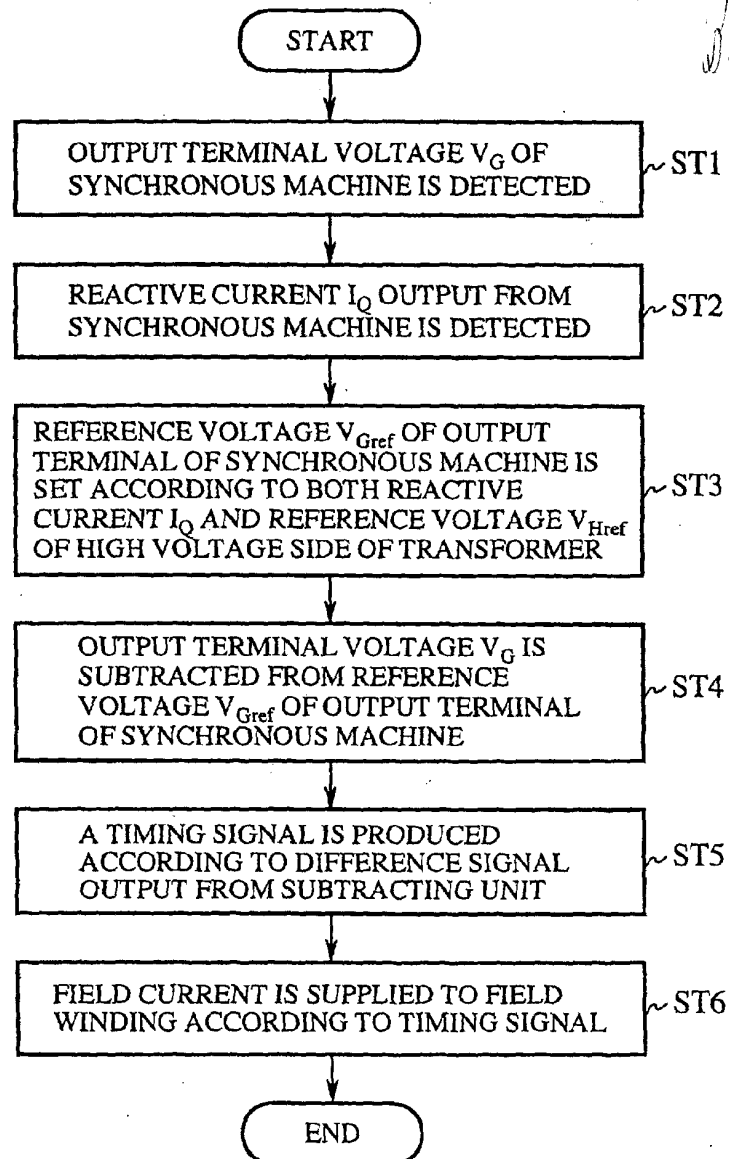 START
OUTPUT TERMINAL VOLTAGE V_G OF
SYNCHRONOUS MACHINE IS DETECTED
~ST1
REACTIVE CURRENT I_Q OUTPUT FROM
SYNCHRONOUS MACHINE IS DETECTED
~ST2
REFERENCE VOLTAGE V_Gref OF OUTPUT
TERMINAL OF SYNCHRONOUS MACHINE IS
SET ACCORDING TO BOTH REACTIVE
CURRENT I_Q AND REFERENCE VOLTAGE V_Href
OF HIGH VOLTAGE SIDE OF TRANSFORMER
~ST3
OUTPUT TERMINAL VOLTAGE V_G IS
SUBTRACTED FROM REFERENCE
VOLTAGE V_Gref OF OUTPUT TERMINAL
OF SYNCHRONOUS MACHINE
~ST4
A TIMING SIGNAL IS PRODUCED
ACCORDING TO DIFFERENCE SIGNAL
OUTPUT FROM SUBTRACTING UNIT
~ST5
FIELD CURRENT IS SUPPLIED TO FIELD
WINDING ACCORDING TO TIMING SIGNAL
~ST6
END